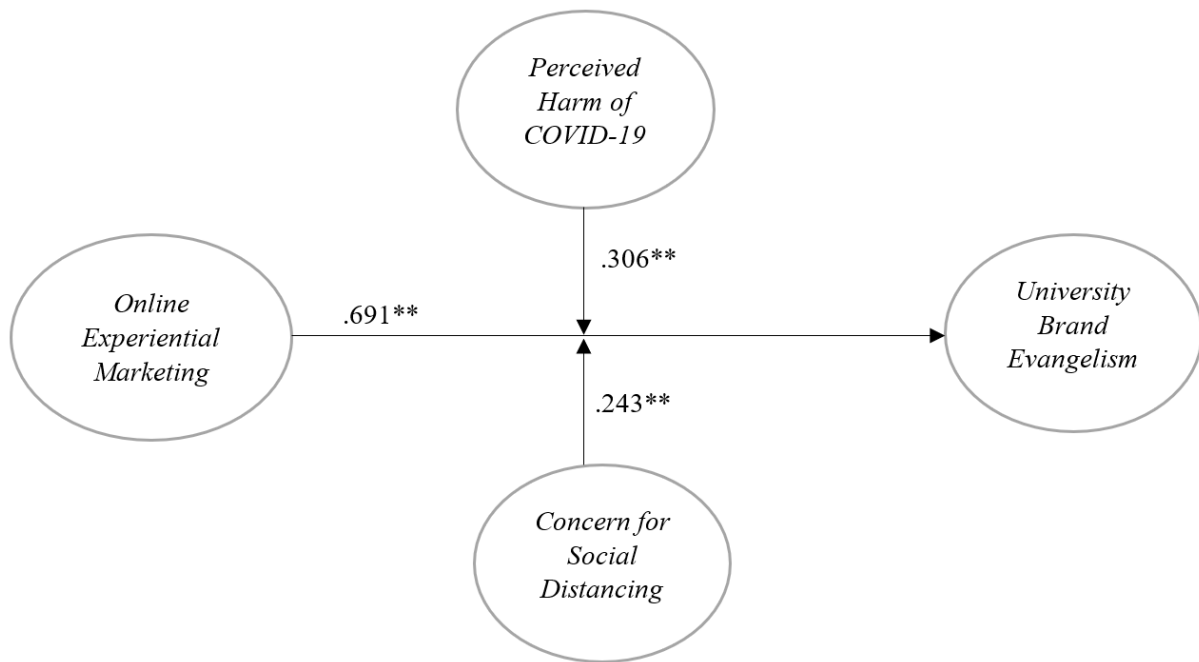 Perceived
Harm of
COVID-19
.306**
Online
Experiential
Marketing
.691**
University
Brand
Evangelism
.243**
Concern for
Social
Distancing